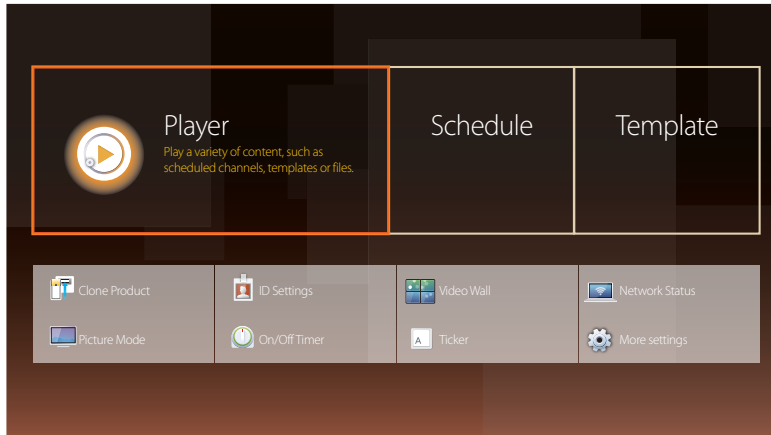 Player
Play a variety of content, such as
scheduled channels, templates or files.
Schedule
Template
Clone Product
ID Settings
Video Wall
Network Status
Picture Mode
On/Off Timer
A
Ticker
More settings